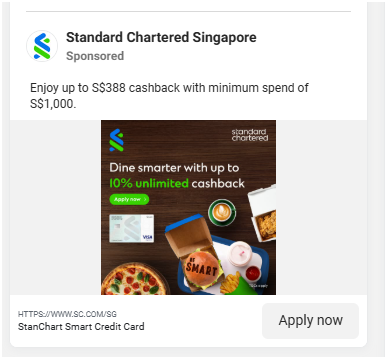 Standard Chartered Singapore
Sponsored
Enjoy up to S$388 cashback with minimum spend of
S$1,000.
standard
chartered
Dine smarter with up to
10% unlimited cashback
Apply now
VISA
BE
SMART
HTTPS://WWW.SC.COM/SG
StanChart Smart Credit Card
Apply now